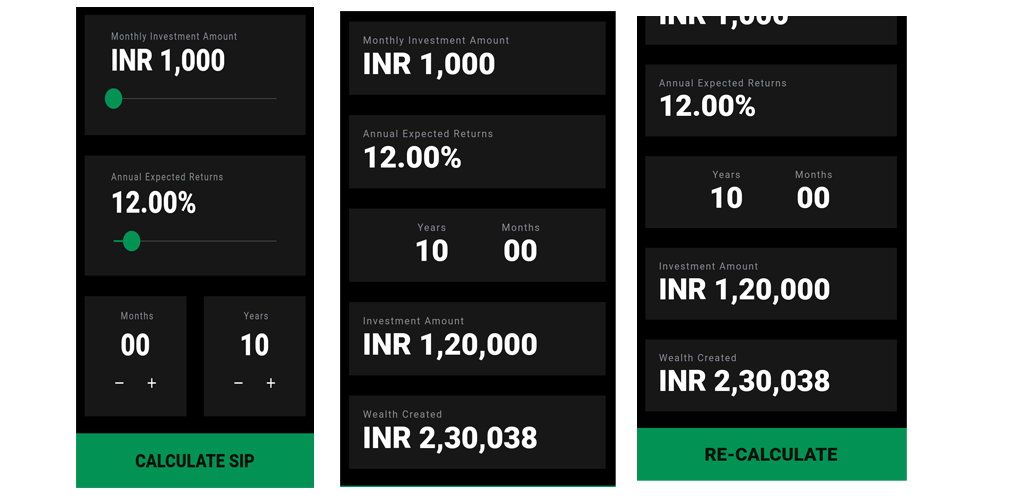 Monthly Investment Amount
INR 1,000
Annual Expected Returns
12.00%
Months Years
00 10
− + − +
CALCULATE SIP
Monthly Investment Amount
INR 1,000
Annual Expected Returns
12.00%
Years Months
10 00
Investment Amount
INR 1,20,000
Wealth Created
INR 2,30,038
INR 1,000
Annual Expected Returns
12.00%
Years Months
10 00
Investment Amount
INR 1,20,000
Wealth Created
INR 2,30,038
RE-CALCULATE